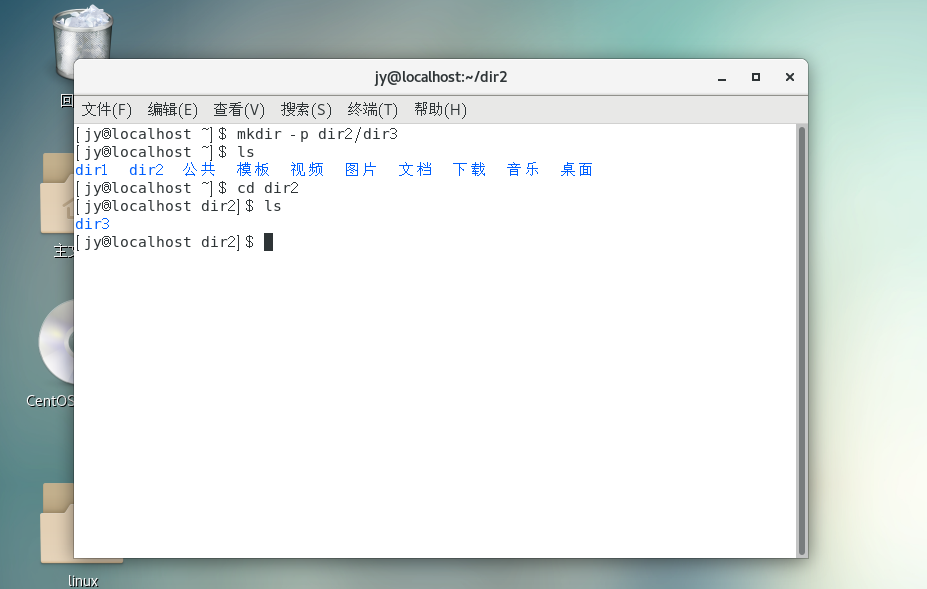 jy@localhost:~/dir2
文件(F) 编辑(E) 查看(V) 搜索(S) 终端(T) 帮助(H)
[jy@localhost ~]$ mkdir -p dir2/dir3
[jy@localhost ~]$ ls
dir1 dir2 公共 模板 视频 图片 文档 下载 音乐 桌面
[jy@localhost ~]$ cd dir2
[jy@localhost dir2]$ ls
dir3
[jy@localhost dir2]$
回
主
CentOS
linux